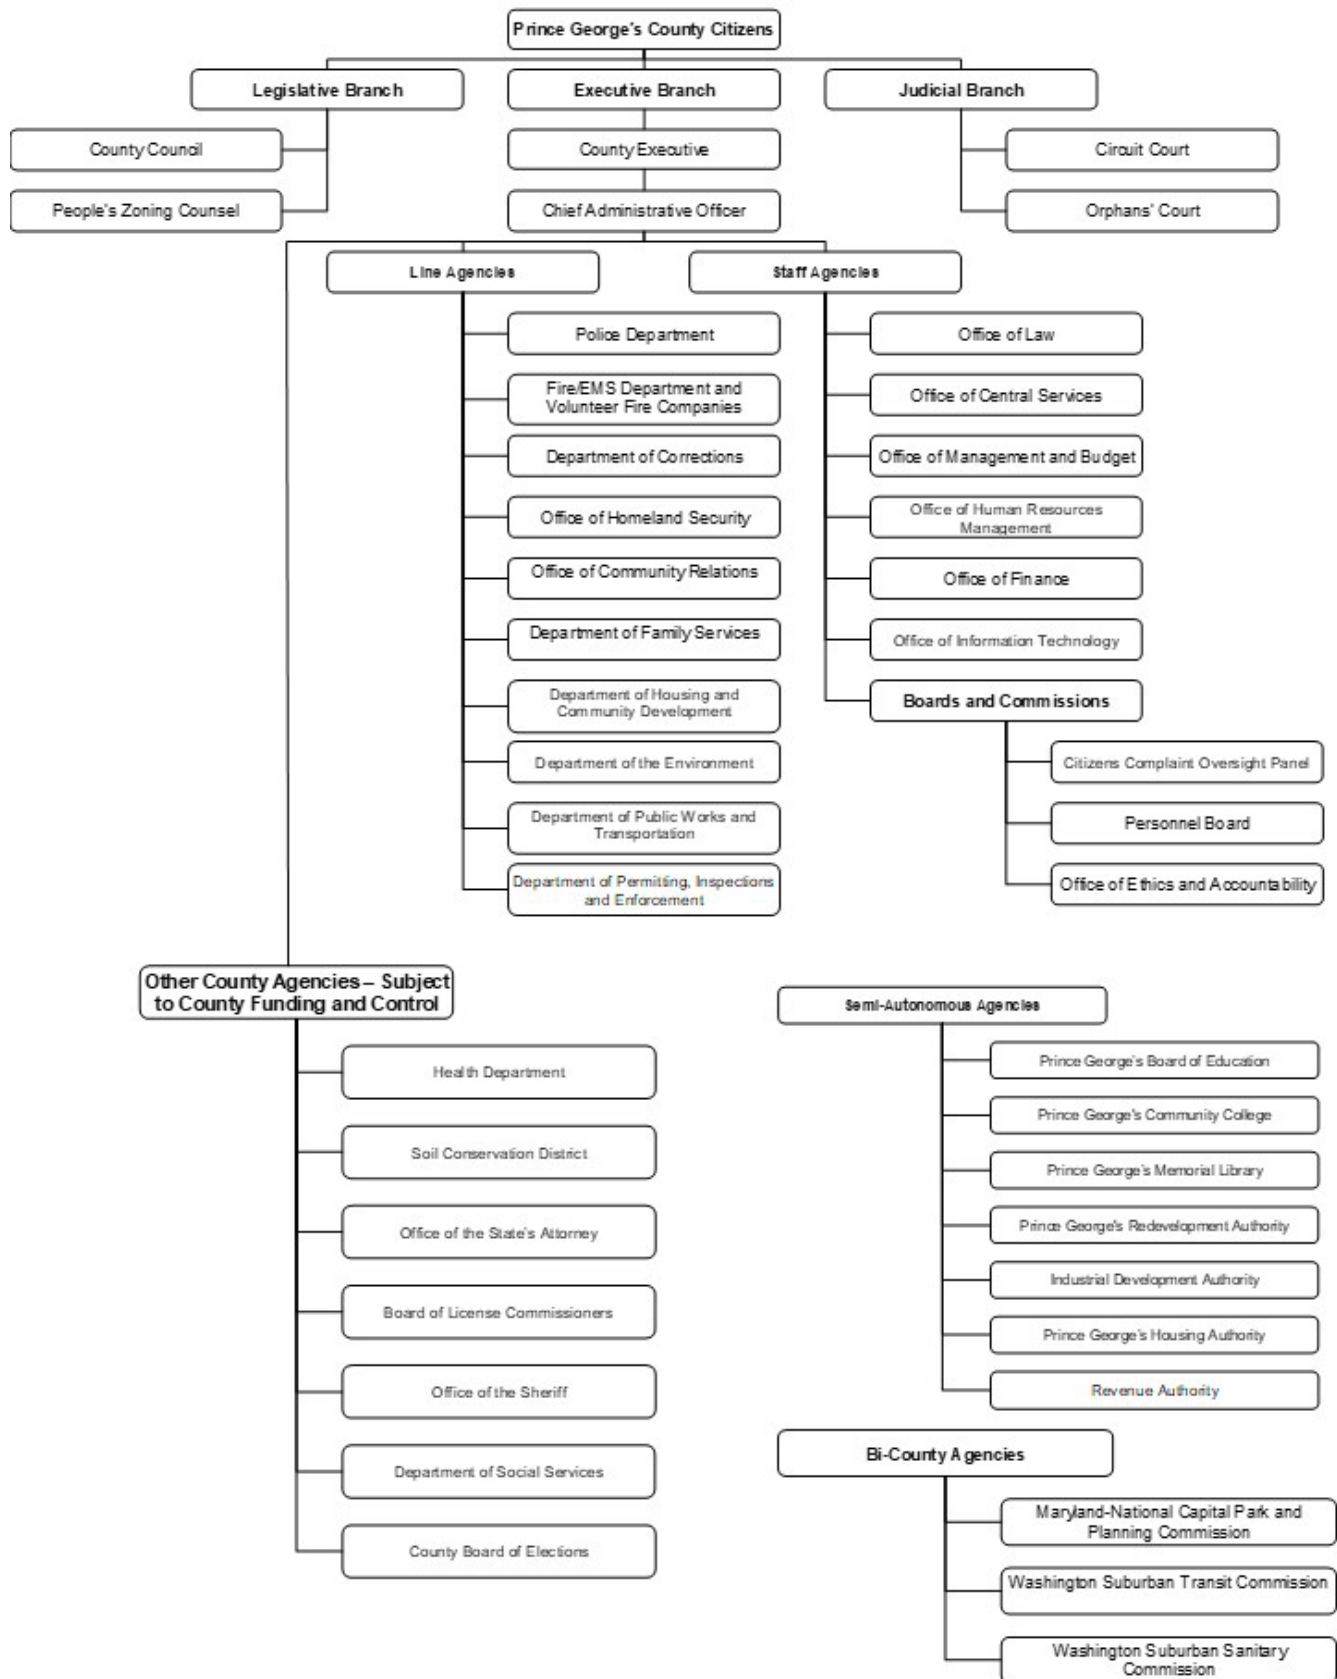 Prince George's County Citizens
Legislative Branch
Executive Branch
Judicial Branch
County Council
County Executive
Circuit Court
People's Zoning Counsel
Chief Administrative Officer
Orphans' Court
Line Agencies
Staff Agencies
Police Department
Office of Law
Fire/EMS Department and
Volunteer Fire Companies
Office of Central Services
Department of Corrections
Office of Management and Budget
Office of Homeland Security
Office of Human Resources
Management
Office of Community Relations
Office of Finance
Department of Family Services
Office of Information Technology
Department of Housing and
Community Development
Boards and Commissions
Department of the Environment
Citizens Complaint Oversight Panel
Department of Public Works and
Transportation
Personnel Board
Department of Permitting, Inspections
and Enforcement
Office of Ethics and Accountability
Other County Agencies – Subject
to County Funding and Control
Health Department
Soil Conservation District
Office of the State's Attorney
Board of License Commissioners
Office of the Sheriff
Department of Social Services
County Board of Elections
Semi-Autonomous Agencies
Prince George's Board of Education
Prince George's Community College
Prince George's Memorial Library
Prince George's Redevelopment Authority
Industrial Development Authority
Prince George's Housing Authority
Revenue Authority
Bi-County Agencies
Maryland-National Capital Park and
Planning Commission
Washington Suburban Transit Commission
Washington Suburban Sanitary
Commission